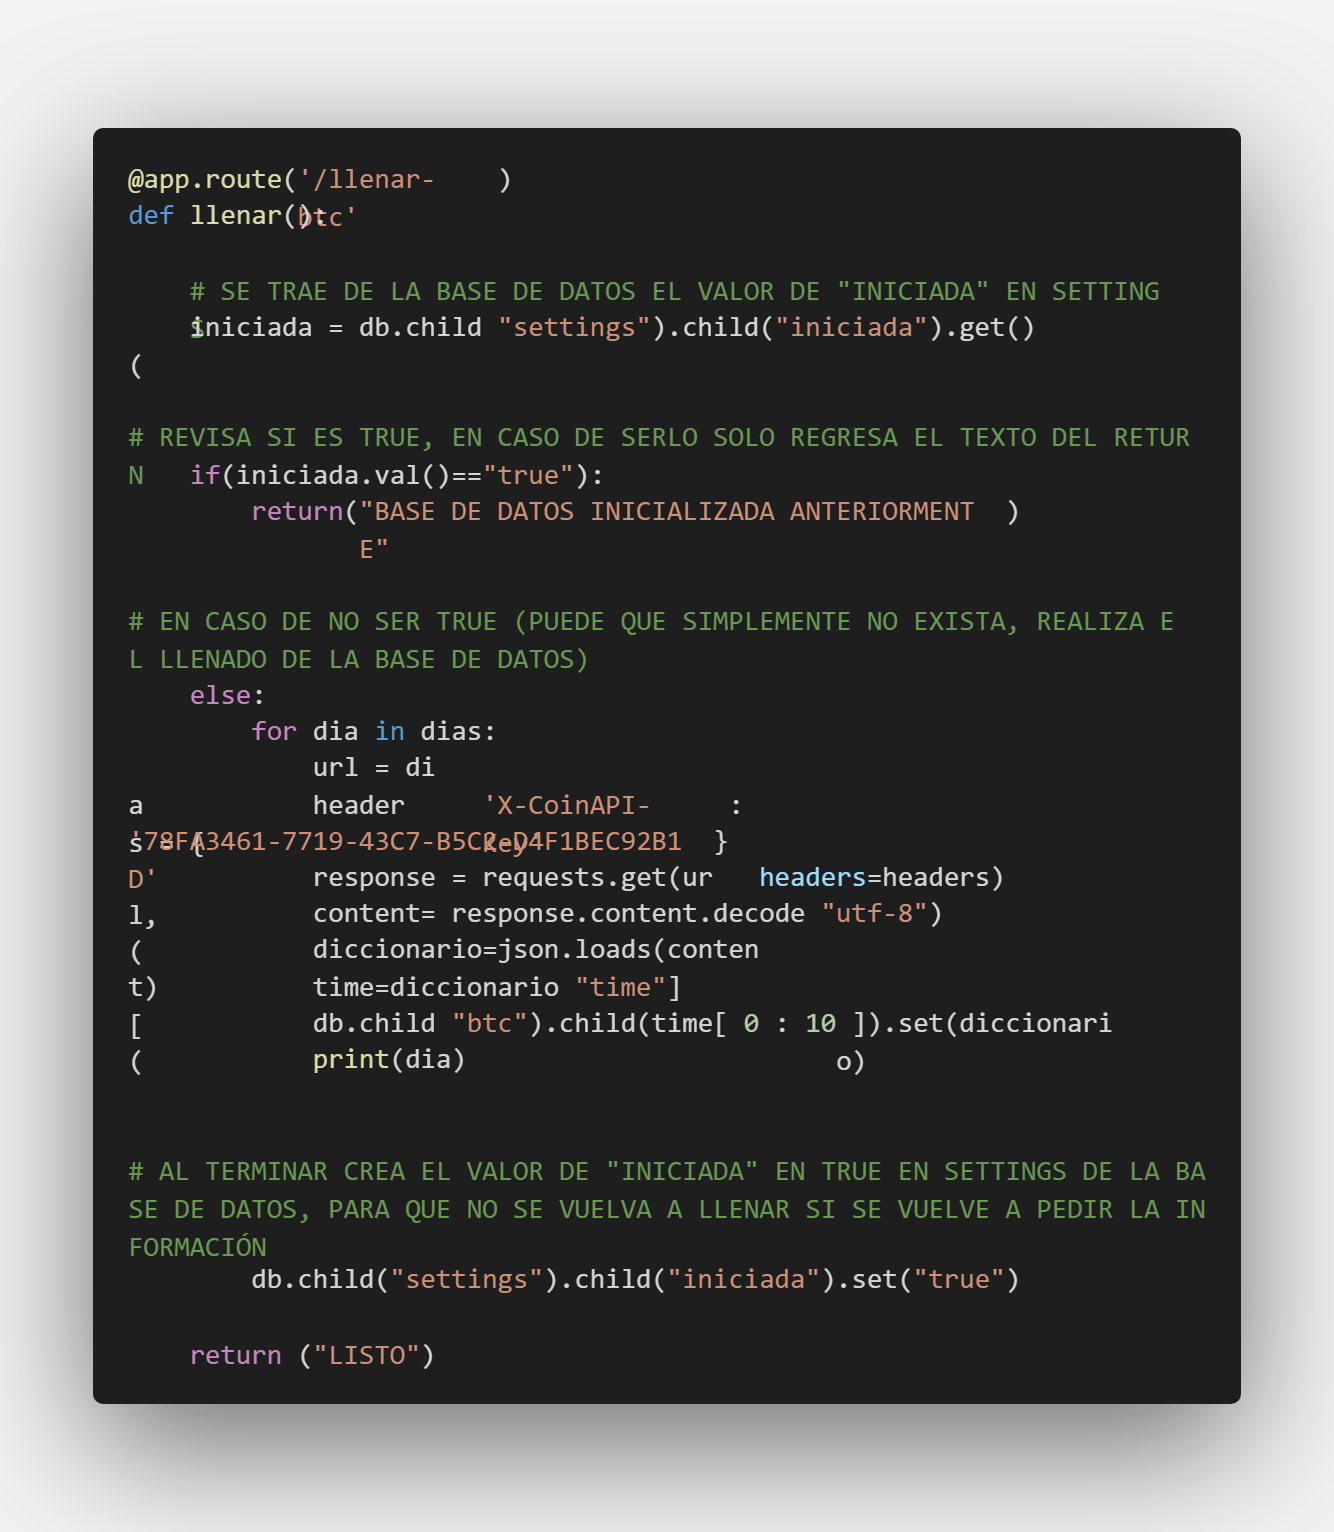 @app.route('/llenar-btc')
def llenar():
# SE TRAE DE LA BASE DE DATOS EL VALOR DE "INICIADA" EN SETTING
S
iniciada = db.child "settings").child("iniciada").get()
(
# REVISA SI ES TRUE, EN CASO DE SERLO SOLO REGRESA EL TEXTO DEL RETUR
N if(iniciada.val()=="true"):
return("BASE DE DATOS INICIALIZADA ANTERIORMENT )
E"
# EN CASO DE NO SER TRUE (PUEDE QUE SIMPLEMENTE NO EXISTA, REALIZA E
L LLENADO DE LA BASE DE DATOS)
else:
for dia in dias:
url = di
a header 'X-CoinAPI- :
s = { Key'
'78FA3461-7719-43C7-B5C2-D4F1BEC92B1 }
D' response = requests.get(ur headers=headers)
l, content= response.content.decode "utf-8")
( diccionario=json.loads(conten
t) time=diccionario "time"]
[ db.child "btc").child(time[ 0 : 10 ]).set(diccionari
( print(dia) o)
# AL TERMINAR CREA EL VALOR DE "INICIADA" EN TRUE EN SETTINGS DE LA BA
SE DE DATOS, PARA QUE NO SE VUELVA A LLENAR SI SE VUELVE A PEDIR LA IN
FORMACIÓN
db.child("settings").child("iniciada").set("true")
return ("LISTO")